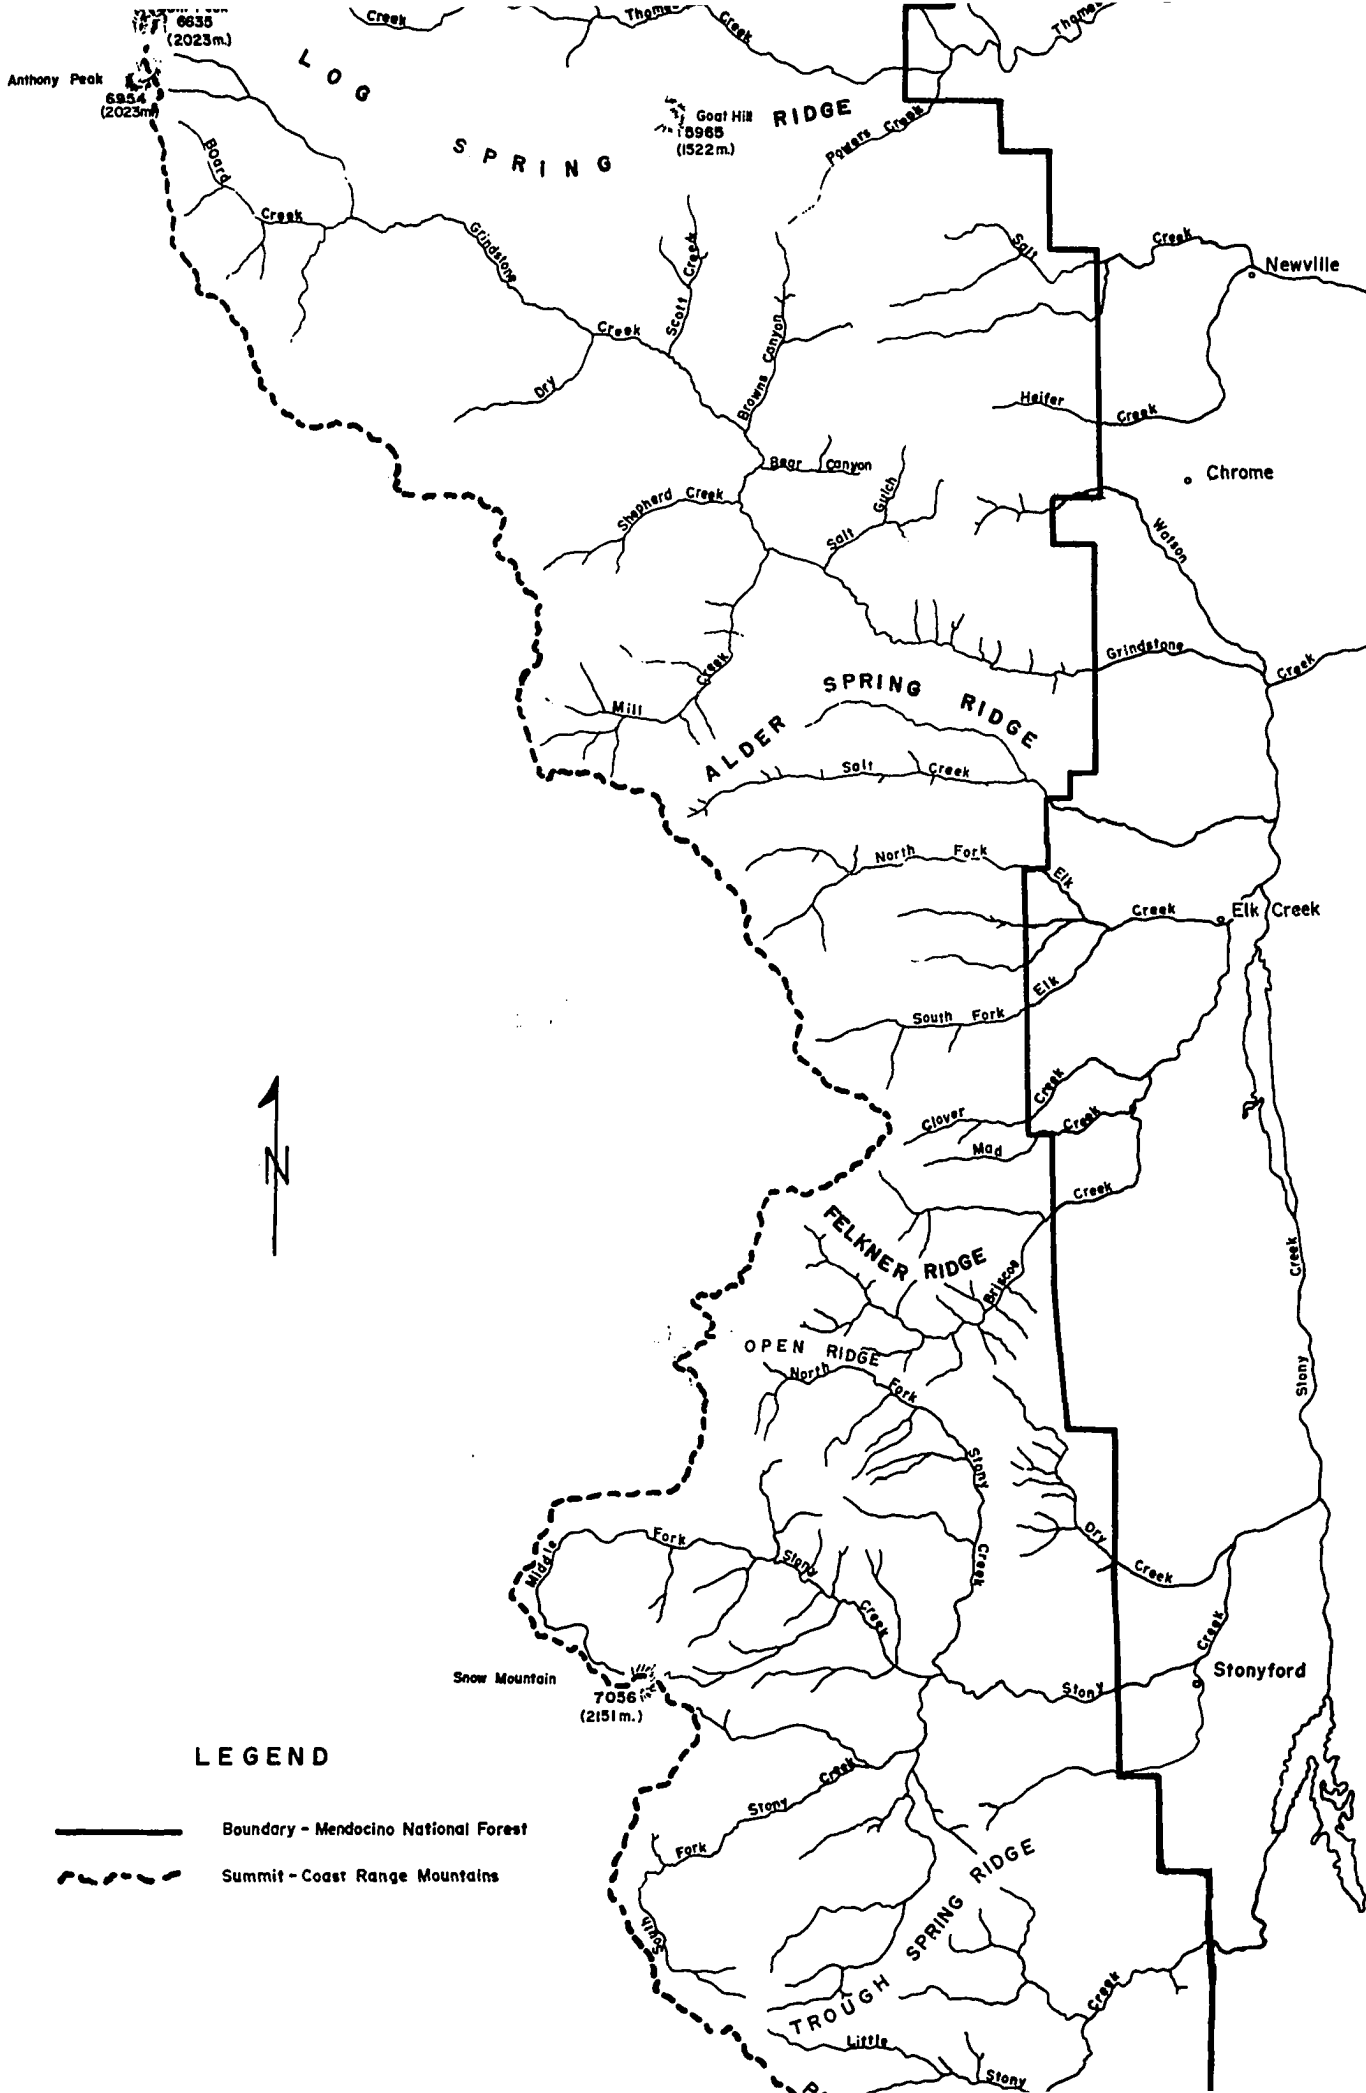 6635
(2023m.)
Creek
Creek
Anthony Peak
6954
(2023m)
LOG SPRING RIDGE
Goat Hill
5965
(1522m.)
Powers Creek
Board Creek
Grindstone Creek
Scott Creek
Browns Canyon
Salt Creek
Newville
Dry
Heifer Creek
Bear Canyon
Chrome
Shepherd Creek
Salt Gulch
Watson
Grindstone Creek
Mill Creek
ALDER SPRING RIDGE
Salt Creek
North Fork Elk Creek
Elk Creek
South Fork Elk
Clover Creek
Mad Creek
Creek
N
FELKNER RIDGE
Briscoe
OPEN RIDGE
North Fork Stony Creek
Stony Creek
Dry Creek
Middle Fork Stony Creek
Creek
Stonyford
Snow Mountain
7056
(2151m.)
Stony
South Fork Stony Creek
LEGEND
Boundary - Mendocino National Forest
Summit - Coast Range Mountains
TROUGH SPRING RIDGE
Little Stony Creek